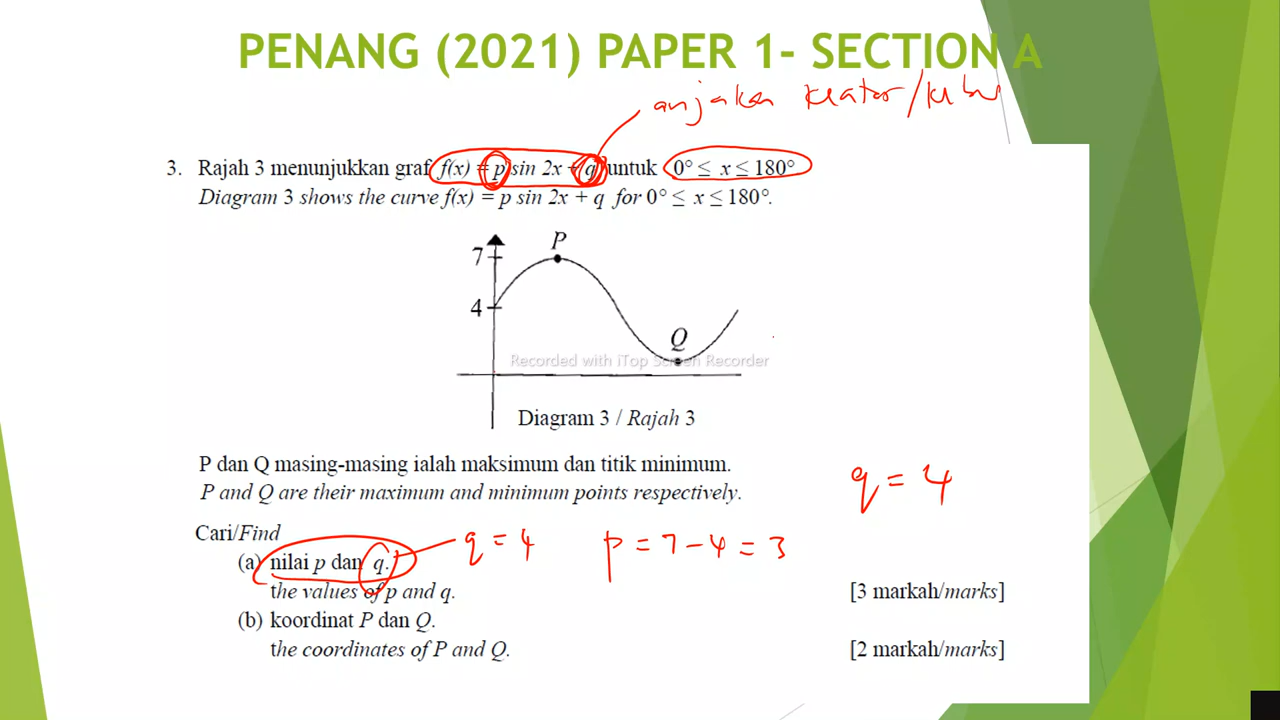 PENANG (2021) PAPER 1- SECTION A
anjakan
3. Rajah 3 menunjukkan graf f(x) = p sin 2x + q untuk 0° ≤ x ≤ 180°
Diagram 3 shows the curve f(x) = p sin 2x + q for 0° ≤ x ≤ 180°.
P
7
4
Q
Recorded with iTop Screen Recorder
Diagram 3 / Rajah 3
P dan Q masing-masing ialah maksimum dan titik minimum.
P and Q are their maximum and minimum points respectively.
q = 4
Cari/Find
(a) nilai p dan q.
q = 4
p = 7 - 4 = 3
the values of p and q.
[3 markah/marks]
(b) koordinat P dan Q.
the coordinates of P and Q.
[2 markah/marks]